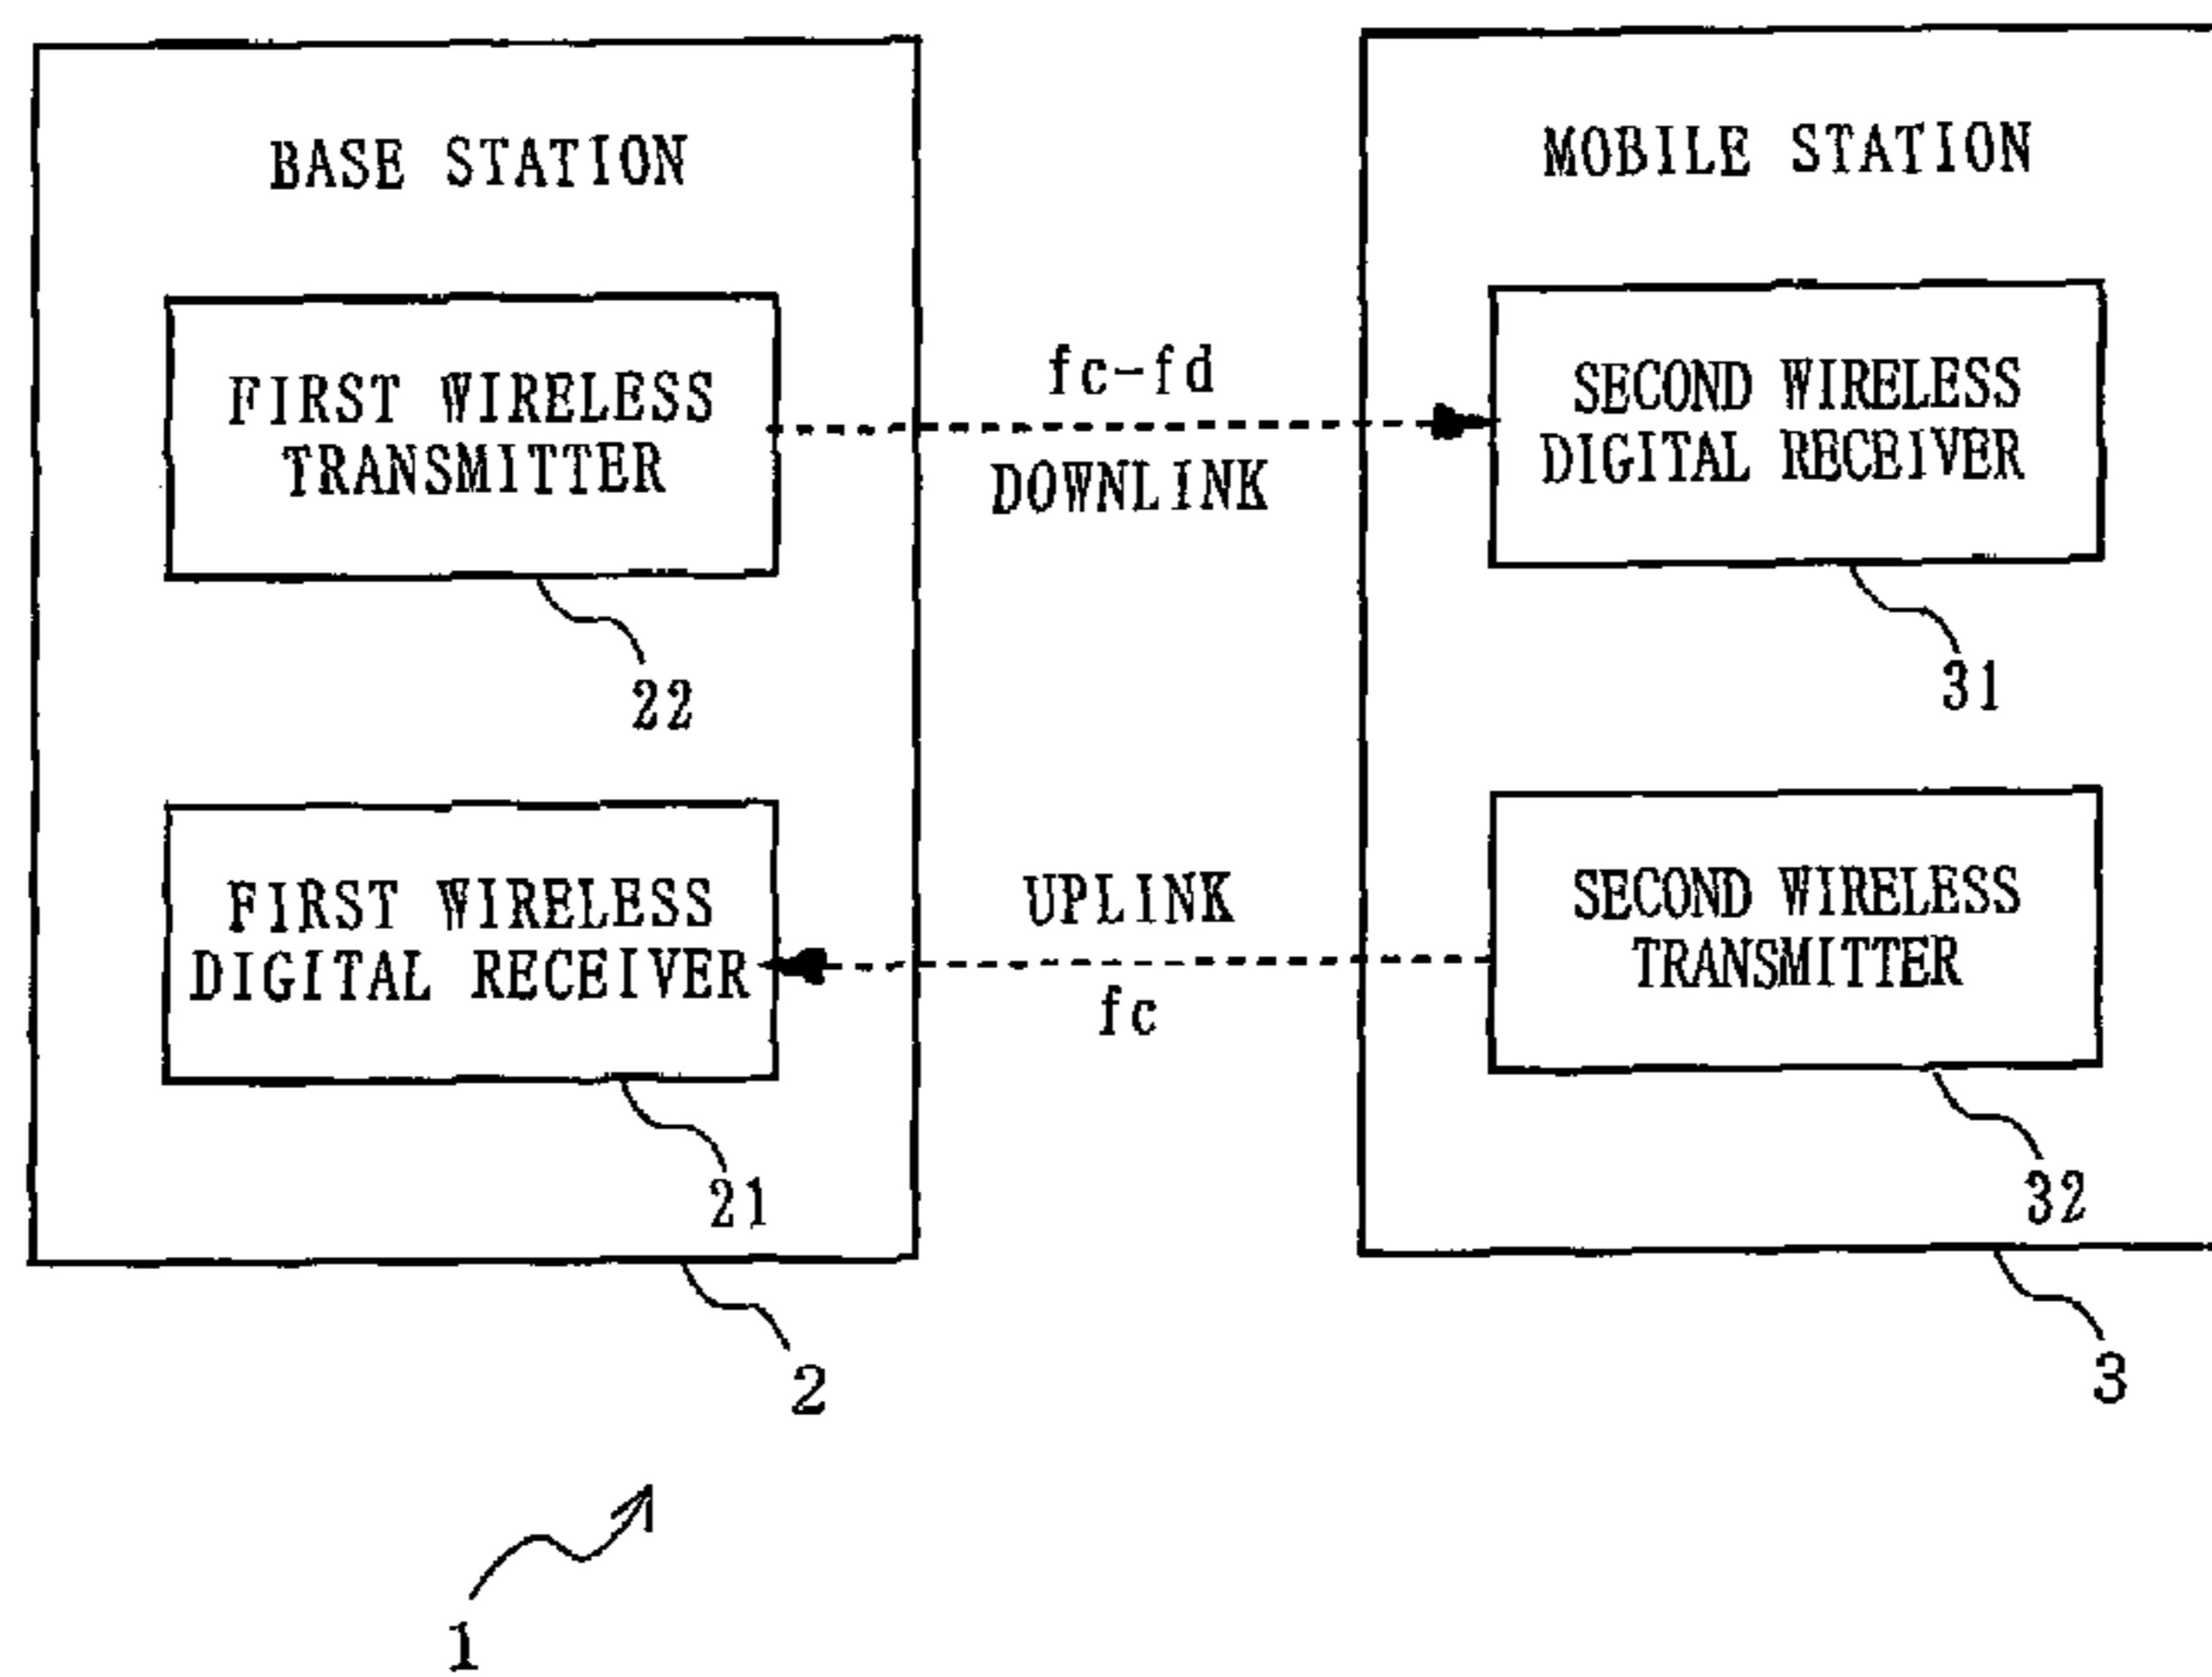 BASE STATION
MOBILE STATION
FIRST WIRELESS
TRANSMITTER
fc-fd
DOWNLINK
SECOND WIRELESS
DIGITAL RECEIVER
22
31
FIRST WIRELESS
DIGITAL RECEIVER
UPLINK
fc
SECOND WIRELESS
TRANSMITTER
21
32
2
3
1